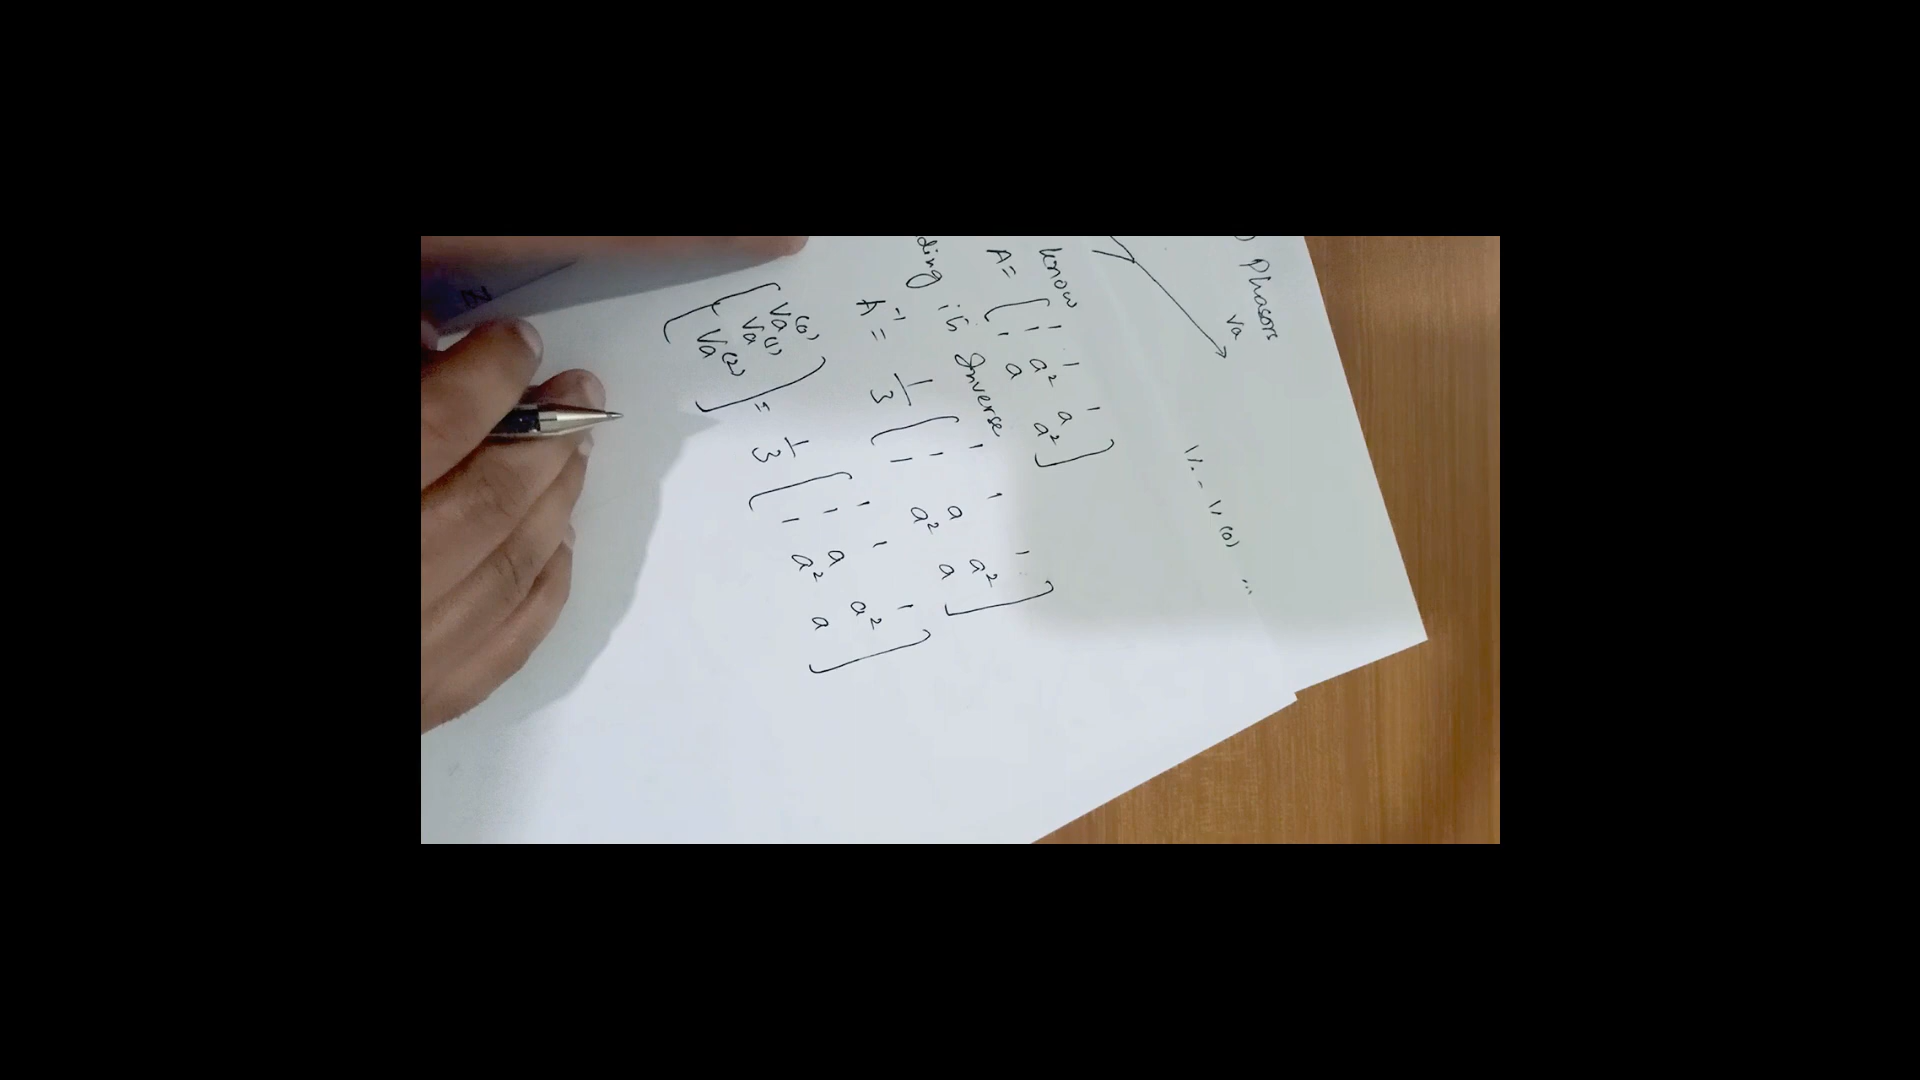 Phasors
Va
know
A = [ 1 1 1
1 a² a
1 a a² ]
ding its Inverse
A⁻¹ = 1/3 [ 1 1 1
1 a a²
1 a² a ]
[ Va(0)
Va(1)
Va(2) ] = 1/3 [ 1 1 1
1 a a²
1 a² a ]